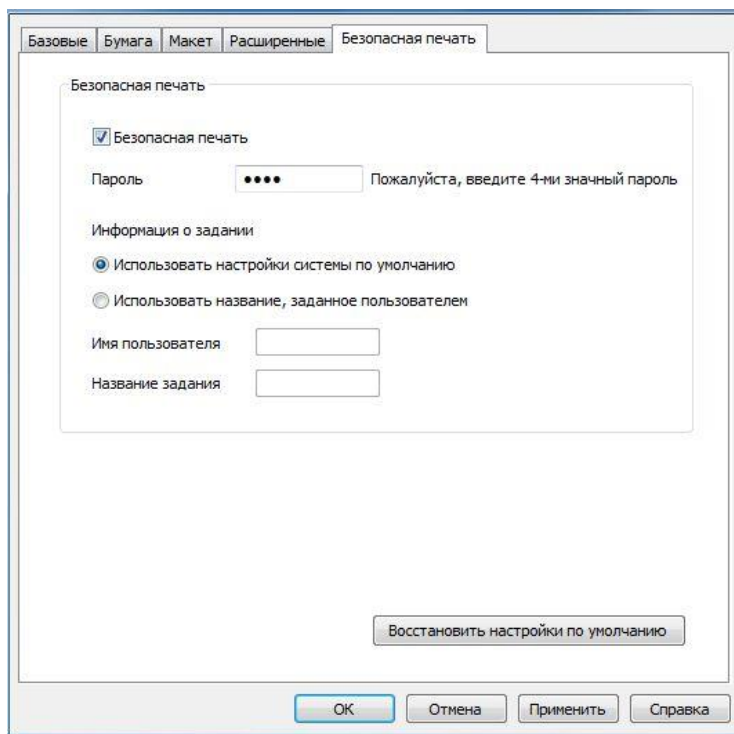 Базовые Бумага Макет Расширенные Безопасная печать
Безопасная печать
Безопасная печать
Пароль •••• Пожалуйста, введите 4-ми значный пароль
Информация о задании
Использовать настройки системы по умолчанию
Использовать название, заданное пользователем
Имя пользователя
Название задания
Восстановить настройки по умолчанию
ОК Отмена Применить Справка